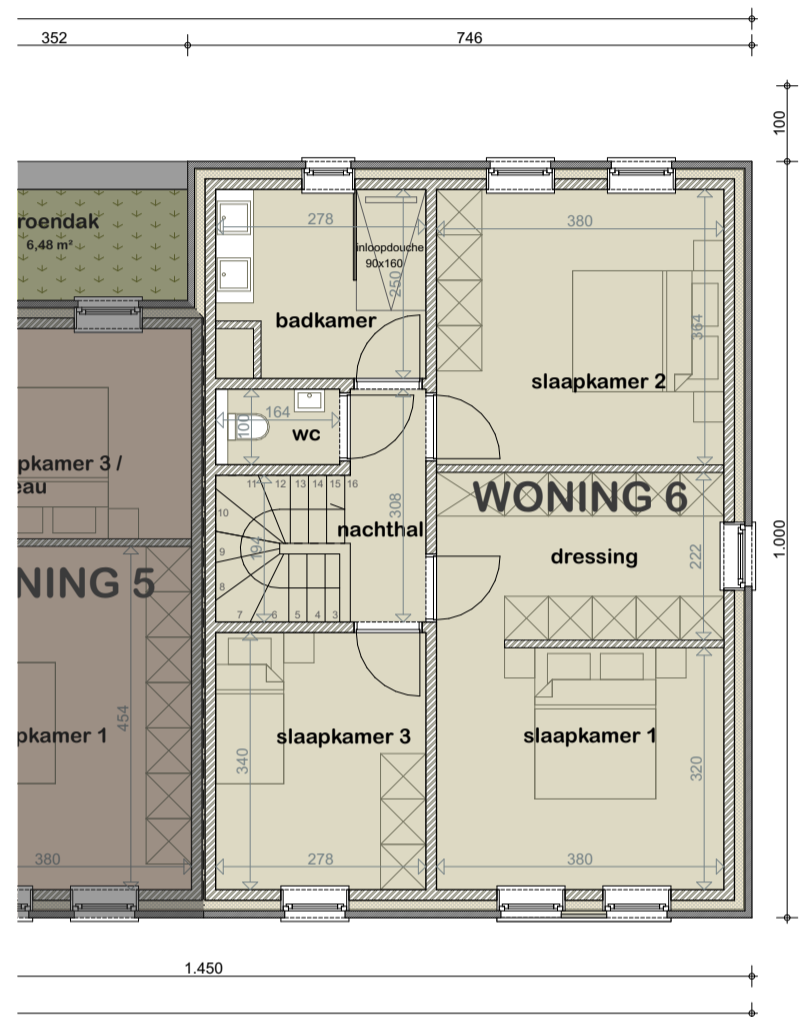 352
746
100
roendak
6,48 m²
278
inloopdouche
90x160
250
380
badkamer
364
slaapkamer 2
164
100
wc
pkamer 3 /
eau
11
12
13
14
15
16
10
9
8
7
6
5
4
3
194
308
nachthal
WONING 6
dressing
222
1.000
NING 5
454
pkamer 1
380
slaapkamer 3
340
278
slaapkamer 1
320
380
1.450